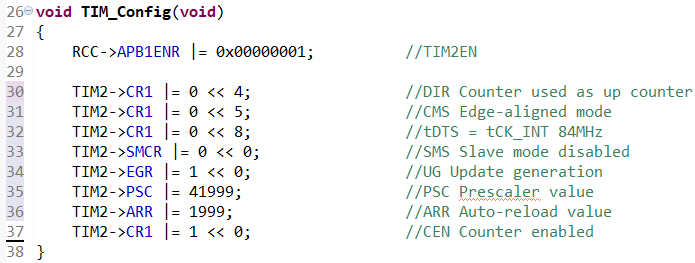 26 void TIM_Config(void)
27 {
28     RCC->APB1ENR |= 0x00000001;           //TIM2EN
29
30     TIM2->CR1 |= 0 << 4;                  //DIR Counter used as up counter
31     TIM2->CR1 |= 0 << 5;                  //CMS Edge-aligned mode
32     TIM2->CR1 |= 0 << 8;                  //tDTS = tCK_INT 84MHz
33     TIM2->SMCR |= 0 << 0;                 //SMS Slave mode disabled
34     TIM2->EGR |= 1 << 0;                  //UG Update generation
35     TIM2->PSC |= 41999;                   //PSC Prescaler value
36     TIM2->ARR |= 1999;                    //ARR Auto-reload value
37     TIM2->CR1 |= 1 << 0;                  //CEN Counter enabled
38 }